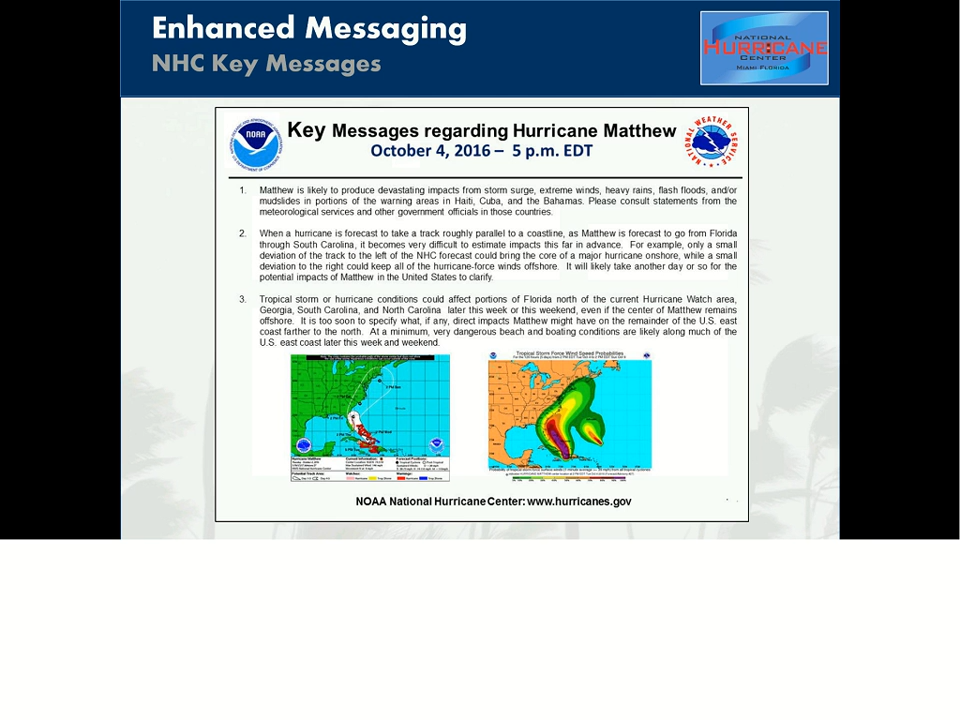 Enhanced Messaging
NHC Key Messages
NATIONAL
HURRICANE
CENTER
MIAMI FLORIDA
NOAA
NATIONAL WEATHER SERVICE
Key Messages regarding Hurricane Matthew
October 4, 2016 – 5 p.m. EDT
1. Matthew is likely to produce devastating impacts from storm surge, extreme winds, heavy rains, flash floods, and/or
mudslides in portions of the warning areas in Haiti, Cuba, and the Bahamas. Please consult statements from the
meteorological services and other government officials in those countries.
2. When a hurricane is forecast to take a track roughly parallel to a coastline, as Matthew is forecast to go from Florida
through South Carolina, it becomes very difficult to estimate impacts this far in advance. For example, only a small
deviation of the track to the left of the NHC forecast could bring the core of a major hurricane onshore, while a small
deviation to the right could keep all of the hurricane-force winds offshore. It will likely take another day or so for the
potential impacts of Matthew in the United States to clarify.
3. Tropical storm or hurricane conditions could affect portions of Florida north of the current Hurricane Watch area,
Georgia, South Carolina, and North Carolina later this week or this weekend, even if the center of Matthew remains
offshore. It is too soon to specify what, if any, direct impacts Matthew might have on the remainder of the U.S. east
coast farther to the north. At a minimum, very dangerous beach and boating conditions are likely along much of the
U.S. east coast later this week and weekend.
Tropical Storm Force Wind Speed Probabilities
NOAA National Hurricane Center: www.hurricanes.gov